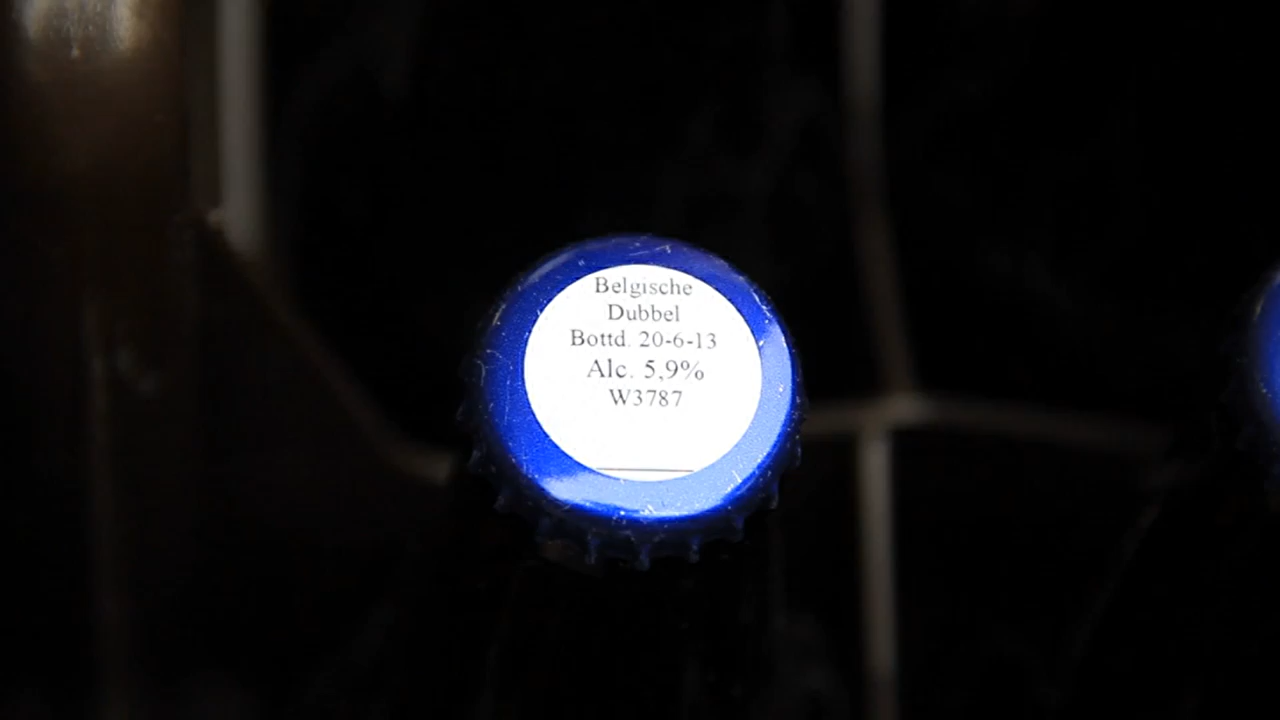 Belgische
Dubbel
Bottd. 20-6-13
Alc. 5,9%
W3787